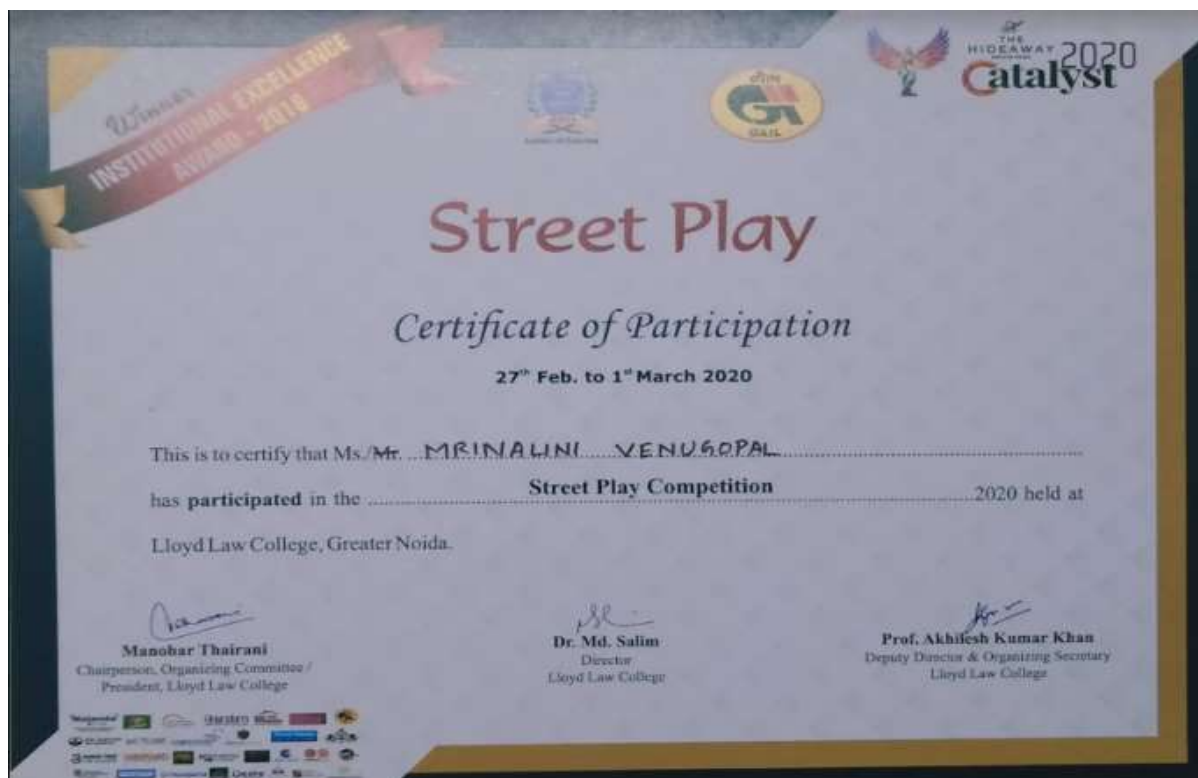 Winner
INSTITUTIONAL EXCELLENCE
AWARD - 2018
गेल
GAIL
THE
HIDEAWAY 2020
Catalyst
Street Play
Certificate of Participation
27th Feb. to 1st March 2020
This is to certify that Ms./Mr. MRINALINI VENUGOPAL
has participated in the Street Play Competition 2020 held at
Lloyd Law College, Greater Noida.
Manohar Thairani
Chairperson, Organizing Committee /
President, Lloyd Law College
Dr. Md. Salim
Director
Lloyd Law College
Prof. Akhilesh Kumar Khan
Deputy Director & Organizing Secretary
Lloyd Law College